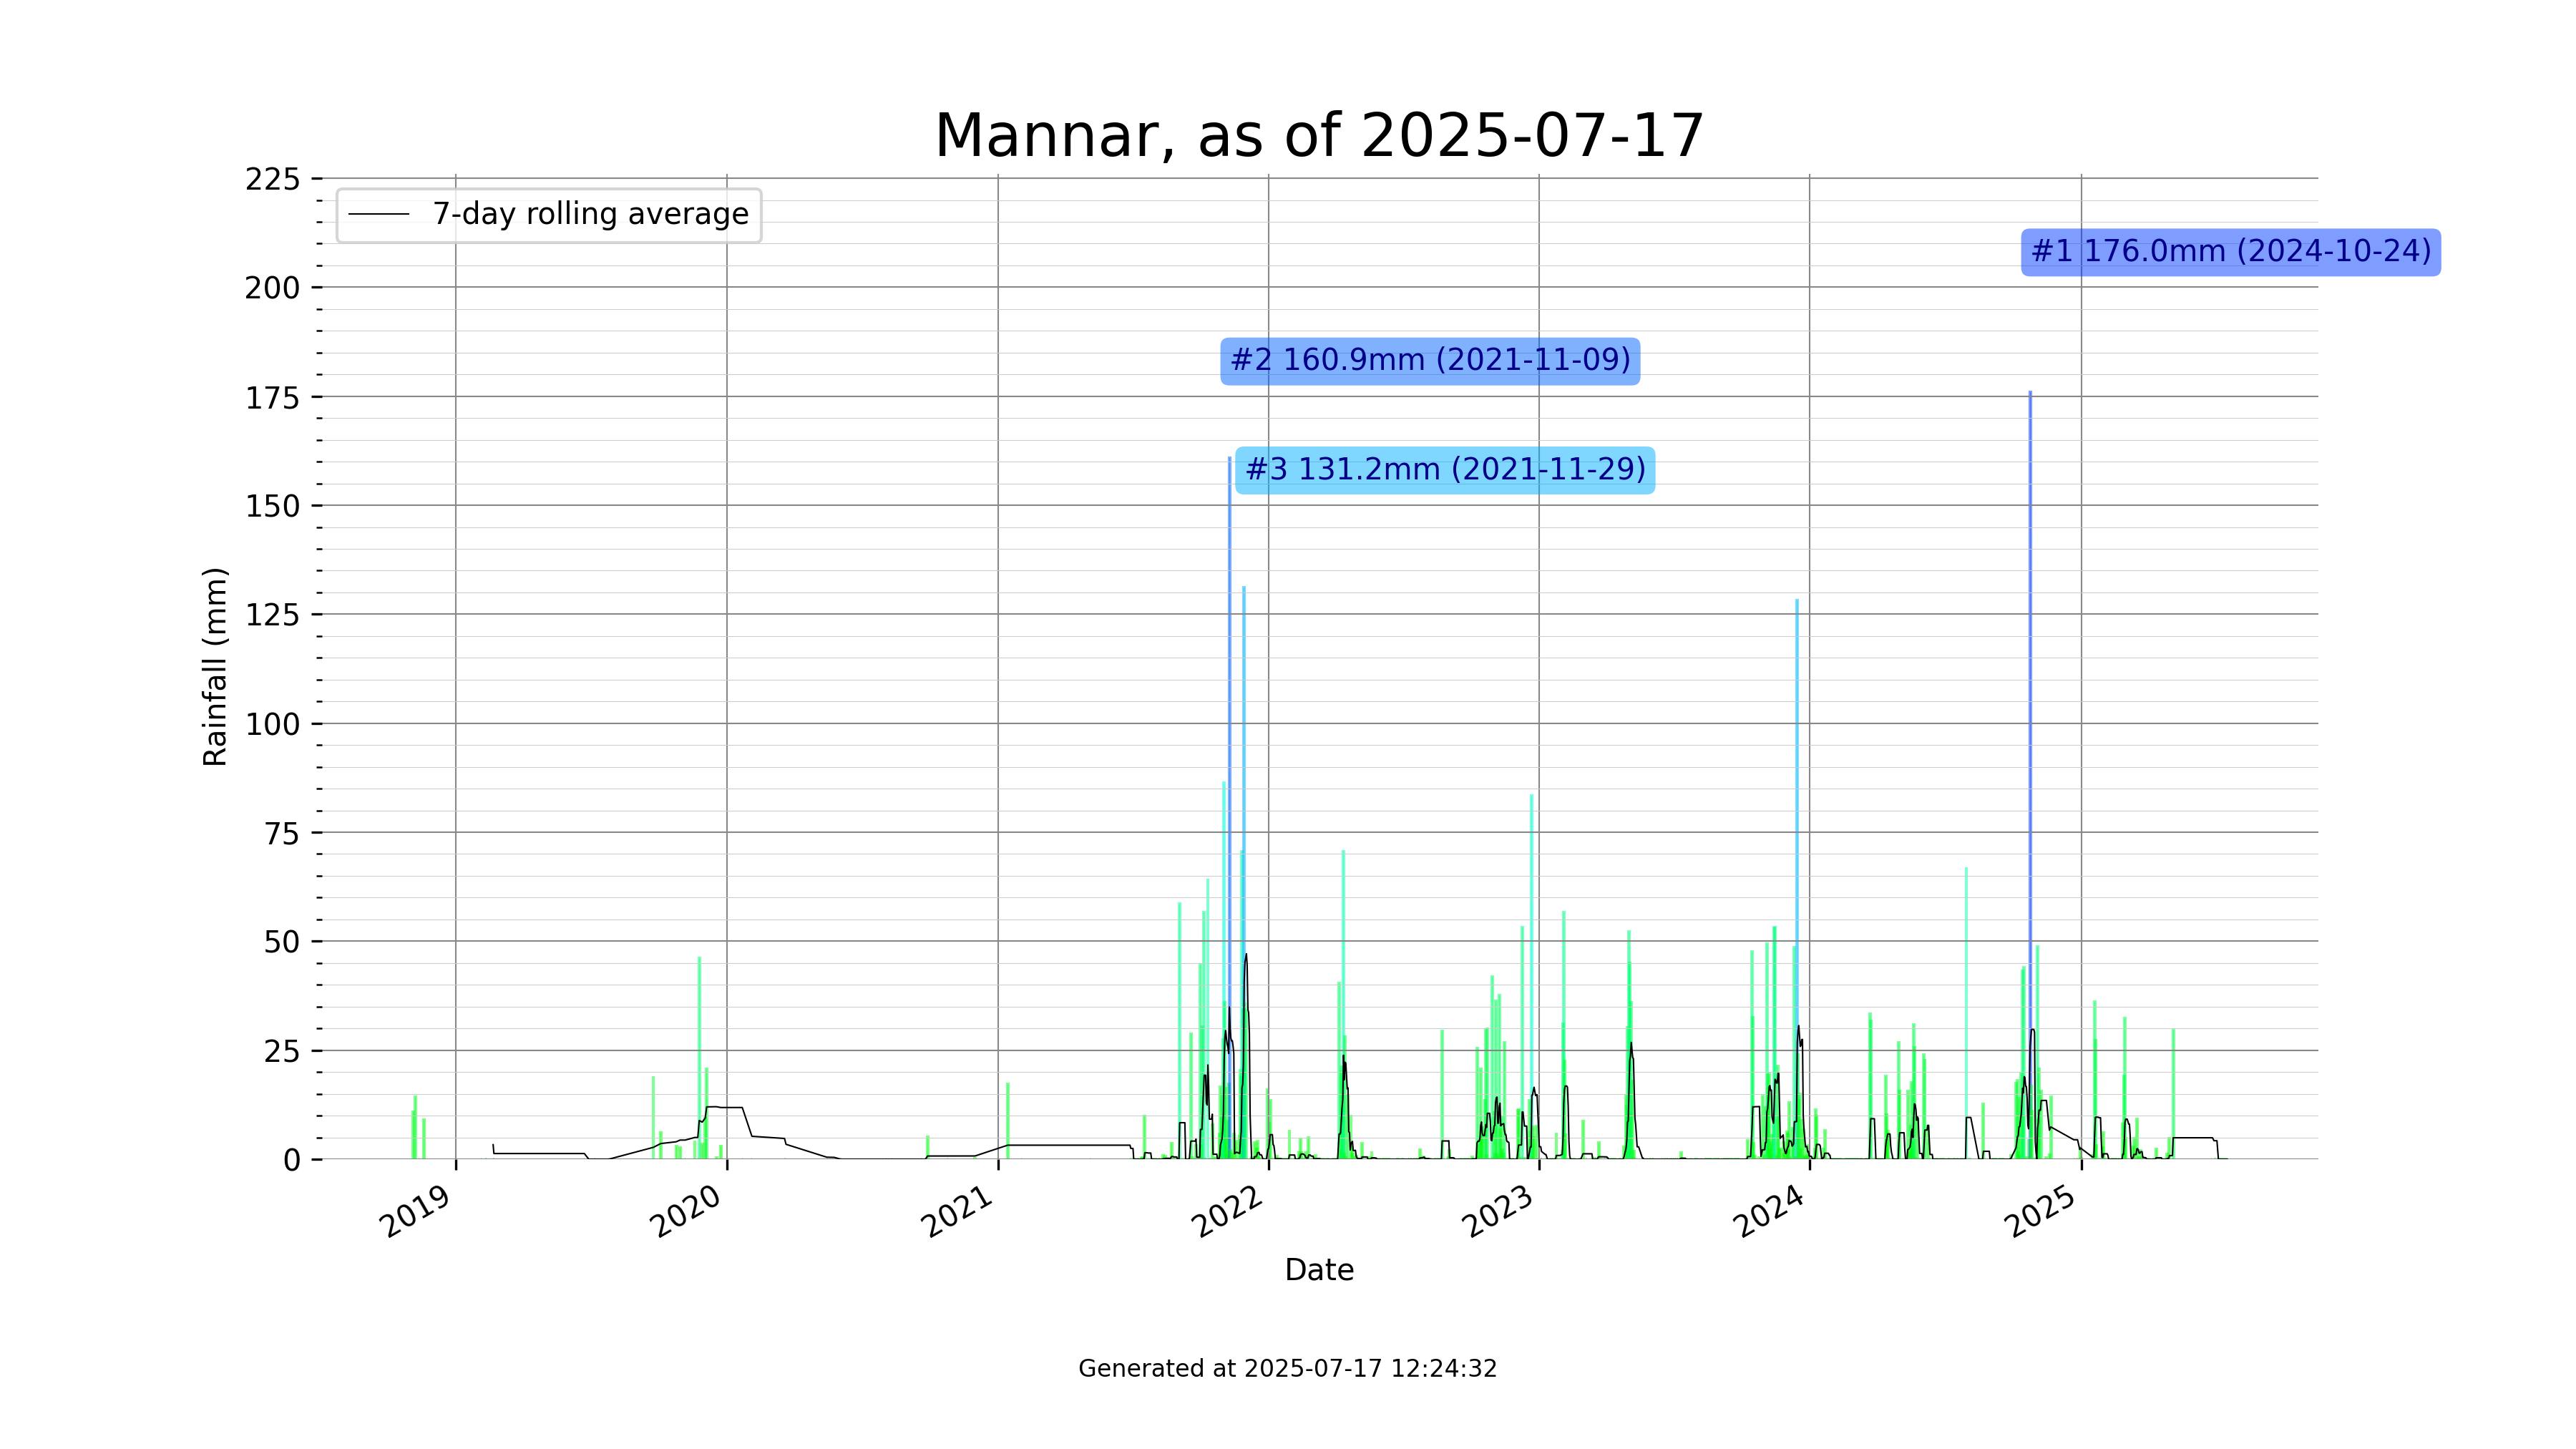 Mannar, as of 2025-07-17
7-day rolling average
#1 176.0mm (2024-10-24)
#2 160.9mm (2021-11-09)
#3 131.2mm (2021-11-29)
Rainfall (mm)
225
200
175
150
125
100
75
50
25
0
2019
2020
2021
2022
2023
2024
2025
Date
Generated at 2025-07-17 12:24:32